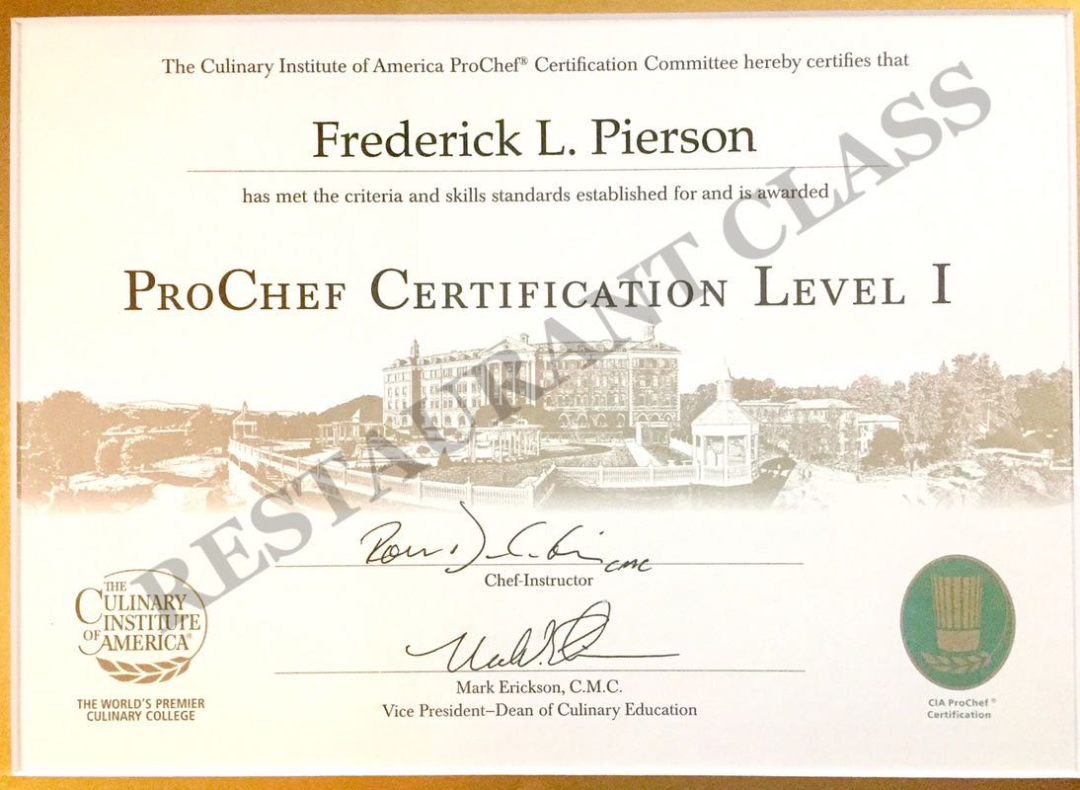 The Culinary Institute of America ProChef® Certification Committee hereby certifies that
Frederick L. Pierson
has met the criteria and skills standards established for and is awarded
ProChef Certification Level I
RESTAURANT CLASS
CMC
Chef-Instructor
Mark Erickson, C.M.C.
Vice President–Dean of Culinary Education
THE
CULINARY
INSTITUTE
OF AMERICA®
THE WORLD'S PREMIER
CULINARY COLLEGE
CIA ProChef®
Certification